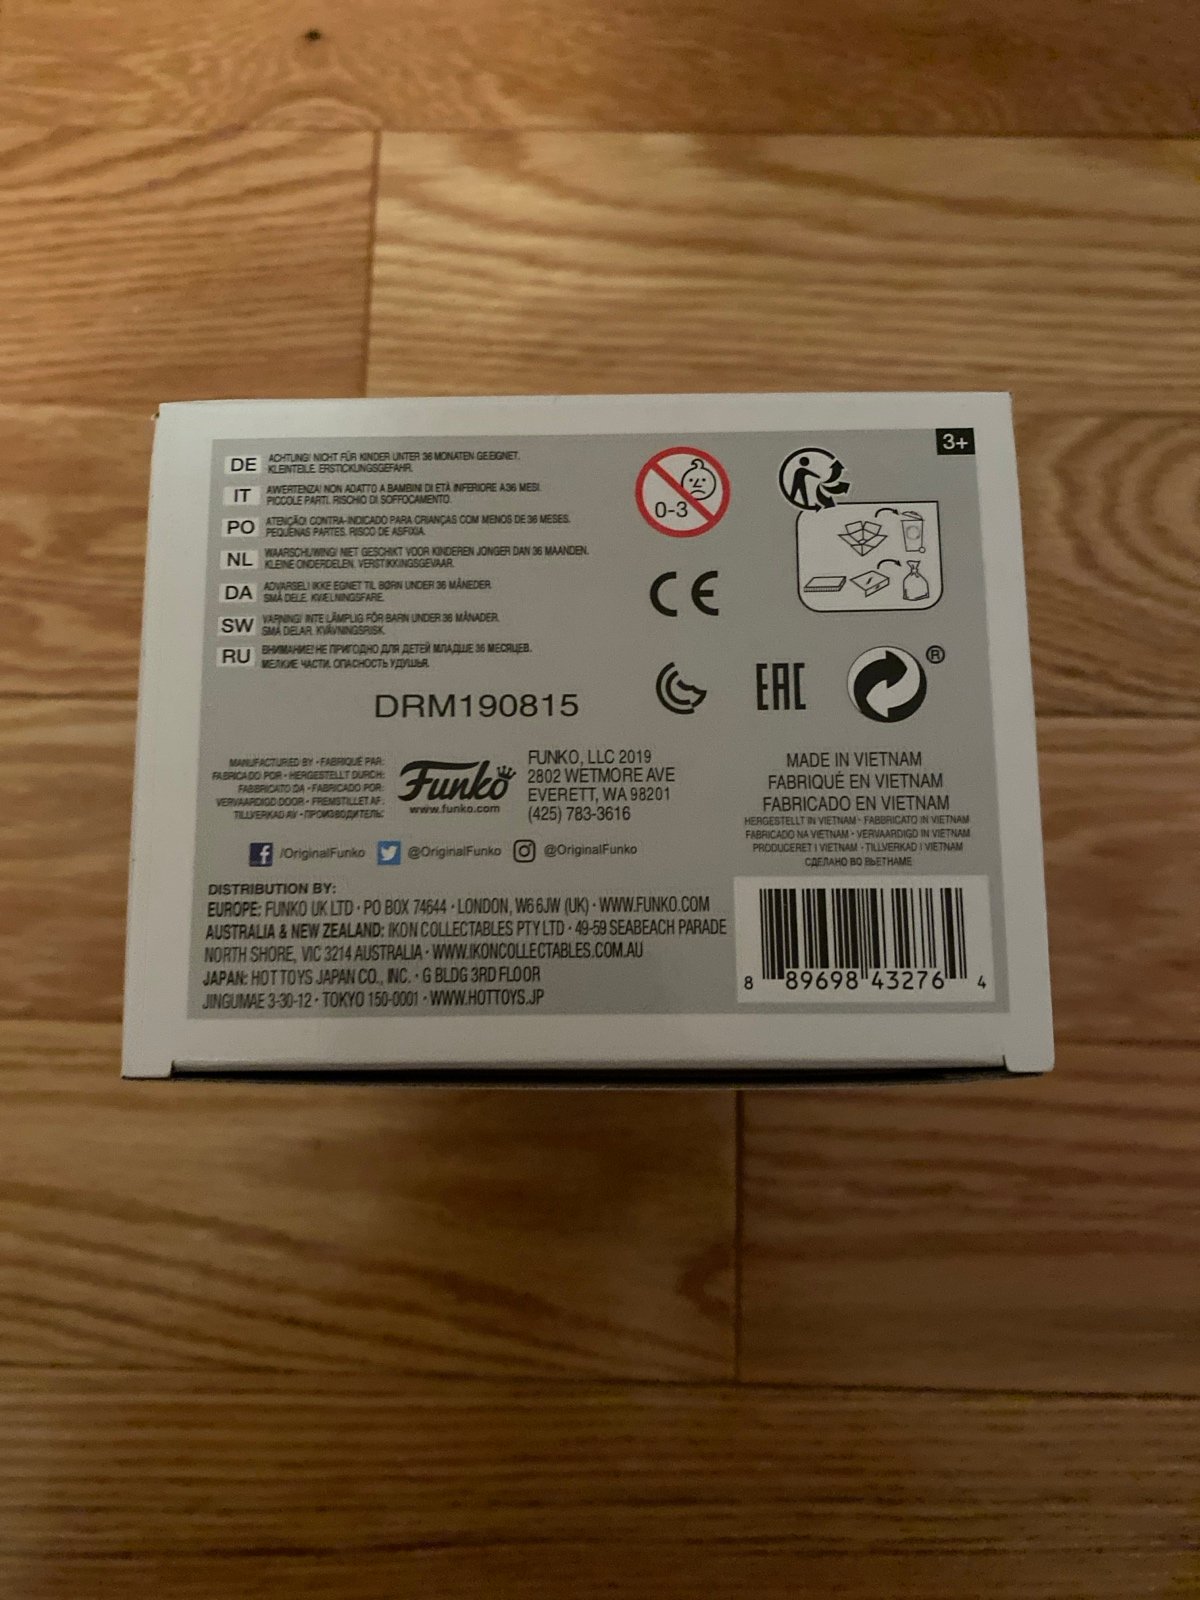 3+
DE ACHTUNG! NICHT FÜR KINDER UNTER 36 MONATEN GEEIGNET.
KLEINTEILE. ERSTICKUNGSGEFAHR.
IT AWERTENZA! NON ADATTO A BAMBINI DI ETÀ INFERIORE A 36 MESI.
PICCOLE PARTI. RISCHIO DI SOFFOCAMENTO.
PO ATENÇÃO! CONTRA-INDICADO PARA CRIANÇAS COM MENOS DE 36 MESES.
PEQUENAS PARTES. RISCO DE ASFIXIA.
NL WAARSCHUWING! NIET GESCHIKT VOOR KINDEREN JONGER DAN 36 MAANDEN.
KLEINE ONDERDELEN. VERSTIKKINGSGEVAAR.
DA ADVARSEL! IKKE EGNET TIL BØRN UNDER 36 MÅNEDER.
SMÅ DELE. KVÆLNINGSFARE.
SW VARNING! INTE LÄMPLIG FÖR BARN UNDER 36 MÅNADER.
SMÅ DELAR. KVÄVNINGSRISK.
RU ВНИМАНИЕ! НЕ ПРИГОДНО ДЛЯ ДЕТЕЙ МЛАДШЕ 36 МЕСЯЦЕВ.
МЕЛКИЕ ЧАСТИ. ОПАСНОСТЬ УДУШЬЯ.
0-3
CE
EAC
®
DRM190815
MANUFACTURED BY • FABRIQUÉ PAR:
FABRICADO POR • HERGESTELLT DURCH:
FABBRICATO DA • FABRICADO POR:
VERVAARDIGD DOOR • FREMSTILLET AF:
TILLVERKAD AV • ПРОИЗВОДИТЕЛЬ:
Funko
www.funko.com
FUNKO, LLC 2019
2802 WETMORE AVE
EVERETT, WA 98201
(425) 783-3616
MADE IN VIETNAM
FABRIQUÉ EN VIETNAM
FABRICADO EN VIETNAM
HERGESTELLT IN VIETNAM • FABBRICATO IN VIETNAM
FABRICADO NA VIETNAM • VERVAARDIGD IN VIETNAM
PRODUCERET I VIETNAM • TILLVERKAD I VIETNAM
СДЕЛАНО ВО ВЬЕТНАМЕ
/OriginalFunko @OriginalFunko @OriginalFunko
DISTRIBUTION BY:
EUROPE: FUNKO UK LTD • PO BOX 74644 • LONDON, W6 6JW (UK) • WWW.FUNKO.COM
AUSTRALIA & NEW ZEALAND: IKON COLLECTABLES PTY LTD • 49-59 SEABEACH PARADE
NORTH SHORE, VIC 3214 AUSTRALIA • WWW.IKONCOLLECTABLES.COM.AU
JAPAN: HOT TOYS JAPAN CO., INC. • G BLDG 3RD FLOOR
JINGUMAE 3-30-12 • TOKYO 150-0001 • WWW.HOTTOYS.JP
8 89698 43276 4